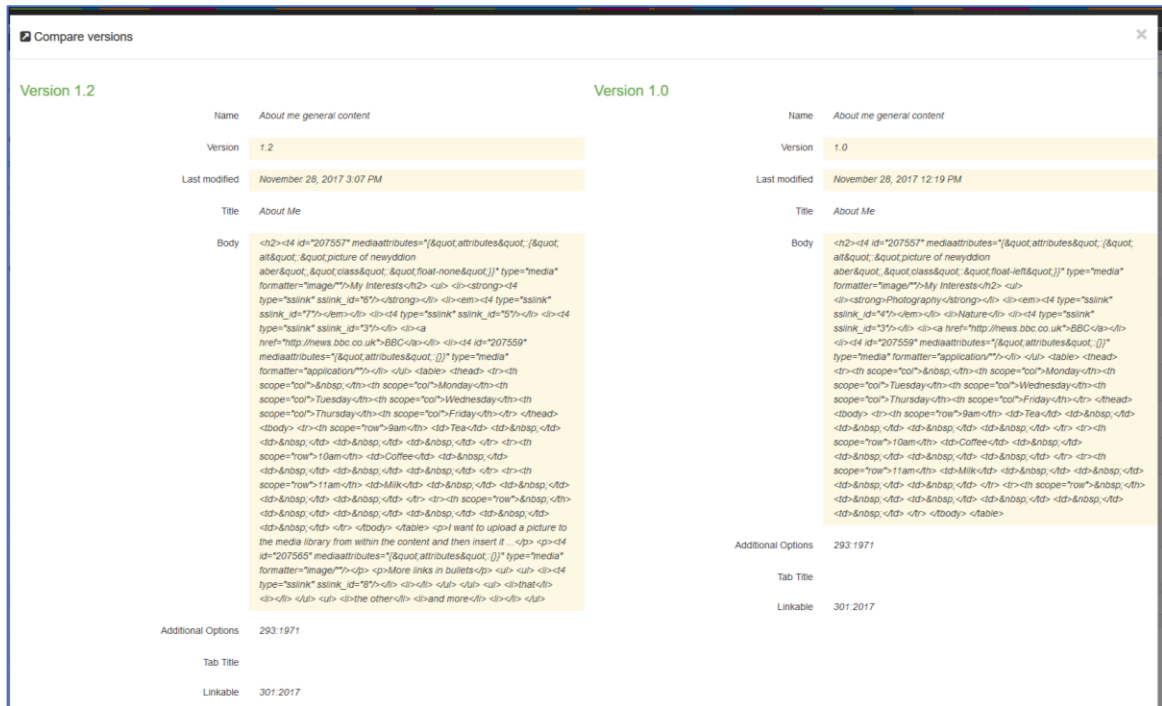 Compare versions
×
Version 1.2
Name About me general content
Version 1.2
Last modified November 28, 2017 3:07 PM
Title About Me
Body <h2><t4 id="207557" mediaattributes="{&quot;attributes&quot;:{&quot;
alt&quot;:&quot;picture of newyddion
aber&quot;,&quot;class&quot;:&quot;float-none&quot;}}" type="media"
formatter="image/*"/>My Interests</h2> <ul> <li><strong><t4
type="sslink" sslink_id="6"/></strong></li> <li><em><t4 type="sslink"
sslink_id="7"/></em></li> <li><t4 type="sslink" sslink_id="5"/></li> <li><t4
type="sslink" sslink_id="3"/></li> <li><a
href="http://news.bbc.co.uk">BBC</a></li> <li><t4 id="207559"
mediaattributes="{&quot;attributes&quot;:{}}" type="media"
formatter="application/*"/></li> </ul> <table> <thead> <tr><th
scope="col">&nbsp;</th><th scope="col">Monday</th><th
scope="col">Tuesday</th><th scope="col">Wednesday</th><th
scope="col">Thursday</th><th scope="col">Friday</th></tr> </thead>
<tbody> <tr><th scope="row">9am</th> <td>Tea</td> <td>&nbsp;</td>
<td>&nbsp;</td> <td>&nbsp;</td> <td>&nbsp;</td> </tr> <tr><th
scope="row">10am</th> <td>Coffee</td> <td>&nbsp;</td>
<td>&nbsp;</td> <td>&nbsp;</td> <td>&nbsp;</td> </tr> <tr><th
scope="row">11am</th> <td>Milk</td> <td>&nbsp;</td> <td>&nbsp;</td>
<td>&nbsp;</td> <td>&nbsp;</td> </tr> <tr><th scope="row">&nbsp;</th>
<td>&nbsp;</td> <td>&nbsp;</td> <td>&nbsp;</td> <td>&nbsp;</td>
<td>&nbsp;</td> </tr> </tbody> </table> <p>I want to upload a picture to
the media library from within the content and then insert it ...</p> <p><t4
id="207565" mediaattributes="{&quot;attributes&quot;:{}}" type="media"
formatter="image/*"/></p> <p>More links in bullets</p> <ul> <ul> <li><t4
type="sslink" sslink_id="8"/></li> <li></li> </ul> </ul> <ul> <li>that</li>
<li></li> </ul> <ul> <li>the other</li> <li>and more</li> <li></li> </ul>
Additional Options 293:1971
Tab Title
Linkable 301:2017
Version 1.0
Name About me general content
Version 1.0
Last modified November 28, 2017 12:19 PM
Title About Me
Body <h2><t4 id="207557" mediaattributes="{&quot;attributes&quot;:{&quot;
alt&quot;:&quot;picture of newyddion
aber&quot;,&quot;class&quot;:&quot;float-left&quot;}}" type="media"
formatter="image/*"/>My Interests</h2> <ul>
<li><strong>Photography</strong></li> <li><em><t4 type="sslink"
sslink_id="4"/></em></li> <li>Nature</li> <li><t4 type="sslink"
sslink_id="3"/></li> <li><a href="http://news.bbc.co.uk">BBC</a></li>
<li><t4 id="207559" mediaattributes="{&quot;attributes&quot;:{}}"
type="media" formatter="application/*"/></li> </ul> <table> <thead>
<tr><th scope="col">&nbsp;</th><th scope="col">Monday</th><th
scope="col">Tuesday</th><th scope="col">Wednesday</th><th
scope="col">Thursday</th><th scope="col">Friday</th></tr> </thead>
<tbody> <tr><th scope="row">9am</th> <td>Tea</td> <td>&nbsp;</td>
<td>&nbsp;</td> <td>&nbsp;</td> <td>&nbsp;</td> </tr> <tr><th
scope="row">10am</th> <td>Coffee</td> <td>&nbsp;</td>
<td>&nbsp;</td> <td>&nbsp;</td> <td>&nbsp;</td> </tr> <tr><th
scope="row">11am</th> <td>Milk</td> <td>&nbsp;</td> <td>&nbsp;</td>
<td>&nbsp;</td> <td>&nbsp;</td> </tr> <tr><th scope="row">&nbsp;</th>
<td>&nbsp;</td> <td>&nbsp;</td> <td>&nbsp;</td> <td>&nbsp;</td>
<td>&nbsp;</td> </tr> </tbody> </table>
Additional Options 293:1971
Tab Title
Linkable 301:2017